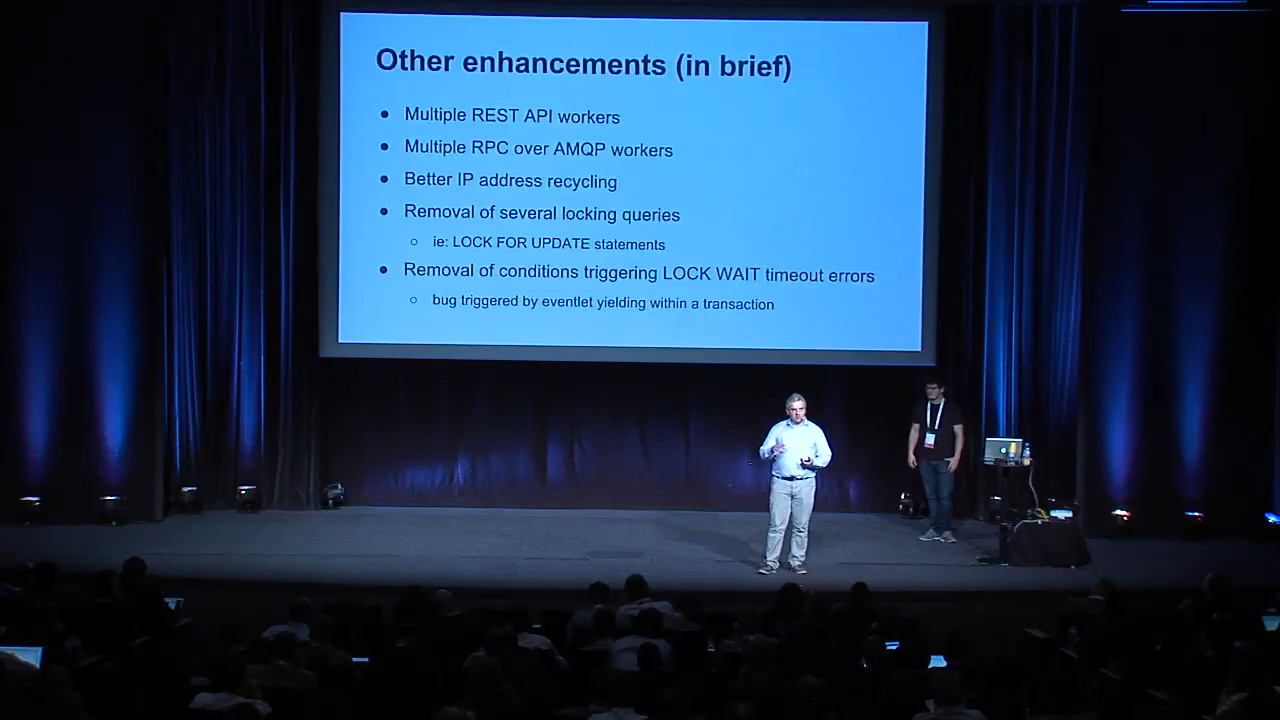 Other enhancements (in brief)
● Multiple REST API workers
● Multiple RPC over AMQP workers
● Better IP address recycling
● Removal of several locking queries
○ ie: LOCK FOR UPDATE statements
● Removal of conditions triggering LOCK WAIT timeout errors
○ bug triggered by eventlet yielding within a transaction